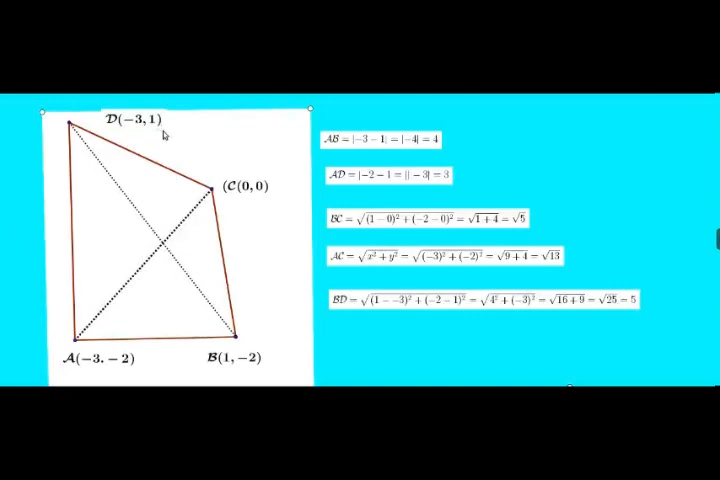 𝒟(−3, 1)
(𝒞(0, 0)
𝒜(−3. − 2)
ℬ(1, −2)
𝒜ℬ = |−3 − 1| = |−4| = 4
𝒜𝒟 = |−2 − 1 = || − 3| = 3
ℬ𝒞 = √(1 − 0)² + (−2 − 0)² = √1 + 4 = √5
𝒜𝒞 = √x² + y² = √(−3)² + (−2)² = √9 + 4 = √13
ℬ𝒟 = √(1 − −3)² + (−2 − 1)² = √4² + (−3)² = √16 + 9 = √25 = 5